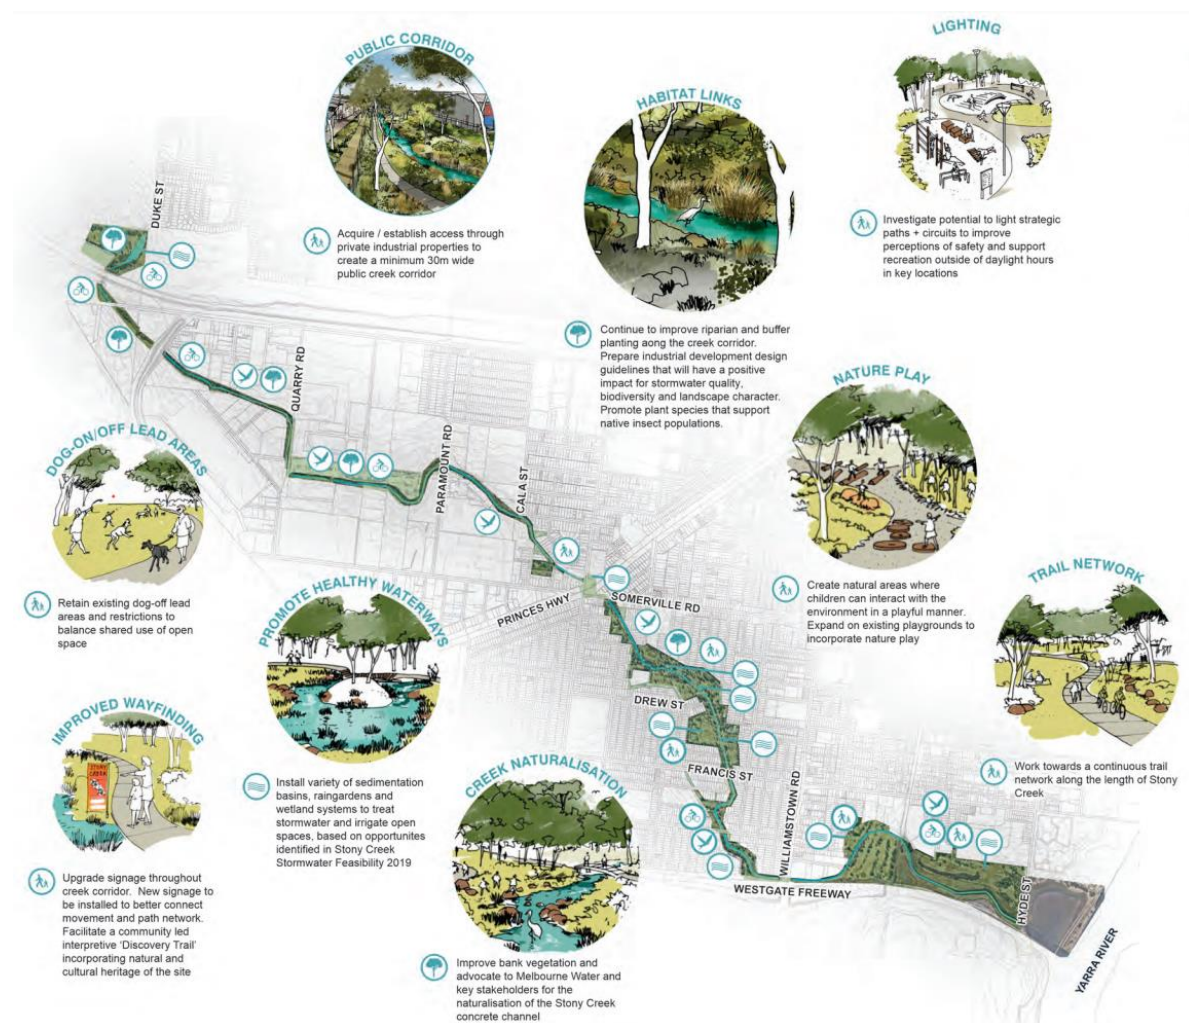 PUBLIC CORRIDOR
Acquire / establish access through
private industrial properties to
create a minimum 30m wide
public creek corridor
HABITAT LINKS
Continue to improve riparian and buffer
planting aong the creek corridor.
Prepare industrial development design
guidelines that will have a positive
impact for stormwater quality,
biodiversity and landscape character.
Promote plant species that support
native insect populations.
LIGHTING
Investigate potential to light strategic
paths + circuits to improve
perceptions of safety and support
recreation outside of daylight hours
in key locations
NATURE PLAY
Create natural areas where
children can interact with the
environment in a playful manner.
Expand on existing playgrounds to
incorporate nature play
TRAIL NETWORK
Work towards a continuous trail
network along the length of Stony
Creek
DOG-ON/OFF LEAD AREAS
Retain existing dog-off lead
areas and restrictions to
balance shared use of open
space
PROMOTE HEALTHY WATERWAYS
Install variety of sedimentation
basins, raingardens and
wetland systems to treat
stormwater and irrigate open
spaces, based on opportunites
identified in Stony Creek
Stormwater Feasibility 2019
IMPROVED WAYFINDING
STONY
CREEK
Upgrade signage throughout
creek corridor. New signage to
be installed to better connect
movement and path network.
Facilitate a community led
interpretive ‘Discovery Trail’
incorporating natural and
cultural heritage of the site
CREEK NATURALISATION
Improve bank vegetation and
advocate to Melbourne Water and
key stakeholders for the
naturalisation of the Stony Creek
concrete channel
DUKE ST
QUARRY RD
PARAMOUNT RD
CALA ST
PRINCES HWY
SOMERVILLE RD
DREW ST
FRANCIS ST
WILLIAMSTOWN RD
WESTGATE FREEWAY
HYDE ST
YARRA RIVER